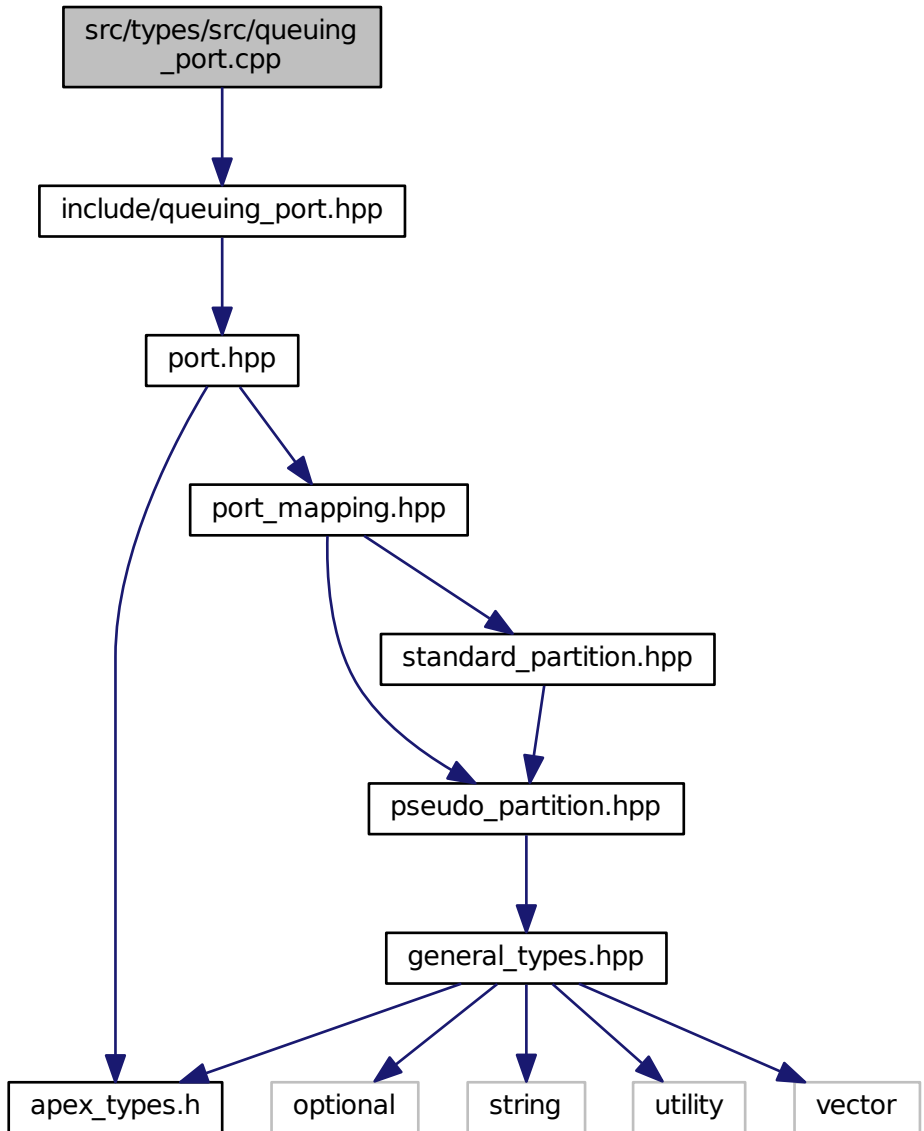 src/types/src/queuing
_port.cpp
include/queuing_port.hpp
port.hpp
port_mapping.hpp
standard_partition.hpp
pseudo_partition.hpp
general_types.hpp
apex_types.h
optional
string
utility
vector